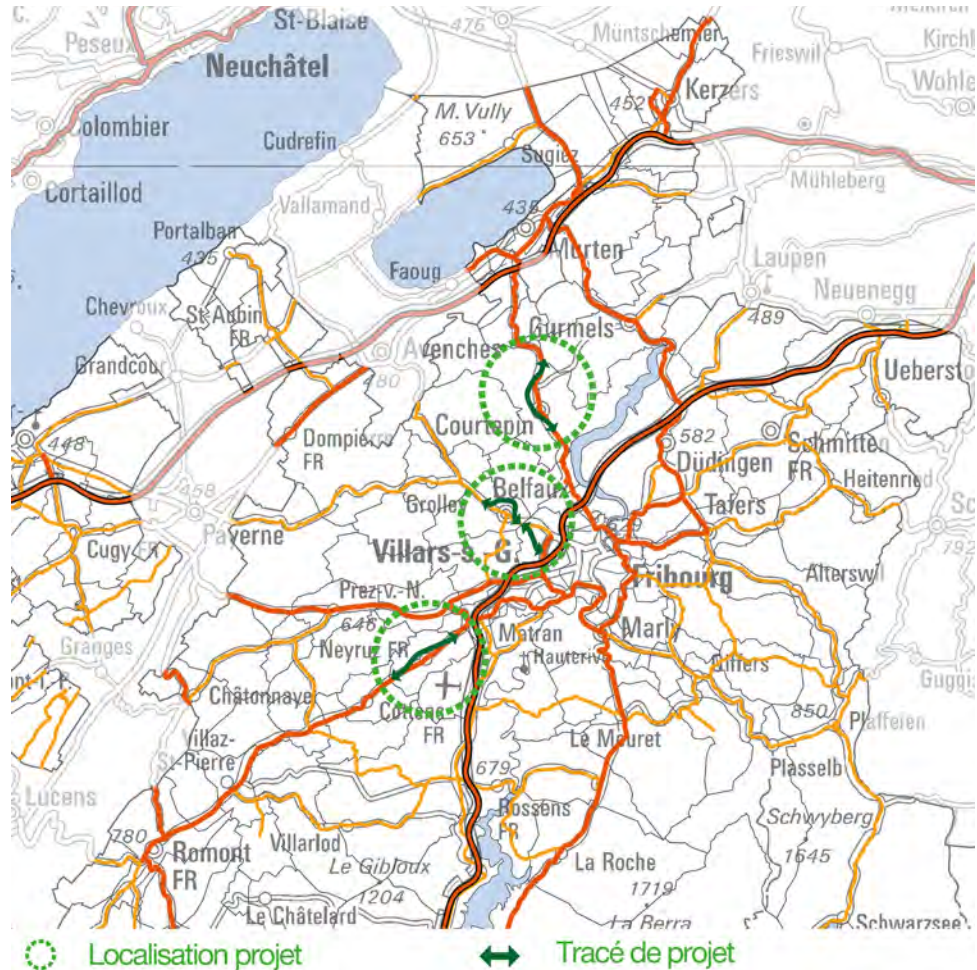 C.
St-Blaise
475
Müntschemier
Peseux
Frieswil
Kirchl
Neuchâtel
Wohle
Kerzers
452
M. Vully
653
Colombier
Cudrefin
Sugiez
Mühleberg
Cortaillod
Vallamand
Portalban
435
435
Murten
Laupen
Faoug
Chevroux
Neuenegg
St-Aubin
FR
Gurmels
489
Avenches
Grandcour
480
Ueberstor
Courtepin
Dompierre
FR
582
Schmitten
FR
448
Düdingen
Heitenried
Belfaux
458
Grolley
Tafers
Payerne
629
Cugy FR
Villars-s.-G.
792
Fribourg
Alterswil
Prez-v.-N.
646
Matran
Marly
Granges
Neyruz FR
Hauterive
Giffers
Guggi
Châtonnaye
Cottens
FR
850
Plaffeien
Villaz-
St-Pierre
Le Mouret
679
Plasselb
Lucens
Rossens
FR
Schwyberg
780
Villarlod
Romont
FR
Le Gibloux
1204
La Roche
1645
1719
Le Châtelard
La Berra
Schwarzsee
Localisation projet
Tracé de projet